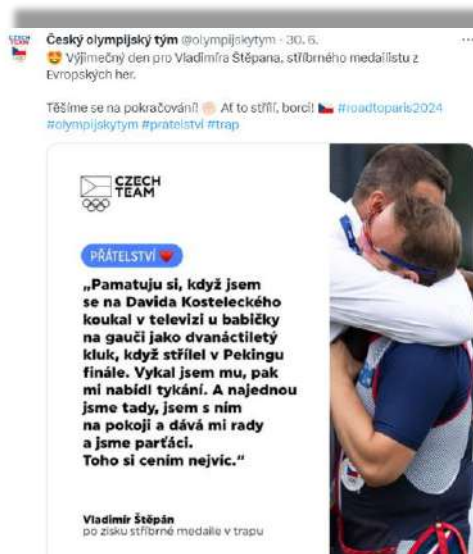 Český olympijský tým @olympijskytym · 30. 6.
😍 Výjimečný den pro Vladimíra Štěpana, stříbrného medailistu z
Evropských her.
Těšíme se na pokračování! Ať to střílí, borci! 🇨🇿 #roadtoparis2024
#olympijskytym #pratelstvi #trap
CZECH
TEAM
PŘÁTELSTVÍ ❤️
„Pamatuju si, když jsem
se na Davida Kosteleckého
koukal v televizi u babičky
na gauči jako dvanáctiletý
kluk, když střílel v Pekingu
finále. Vykal jsem mu, pak
mi nabídl tykání. A najednou
jsme tady, jsem s ním
na pokoji a dává mi rady
a jsme parťáci.
Toho si cením nejvíc.“
Vladimír Štěpán
po zisku stříbrné medaile v trapu